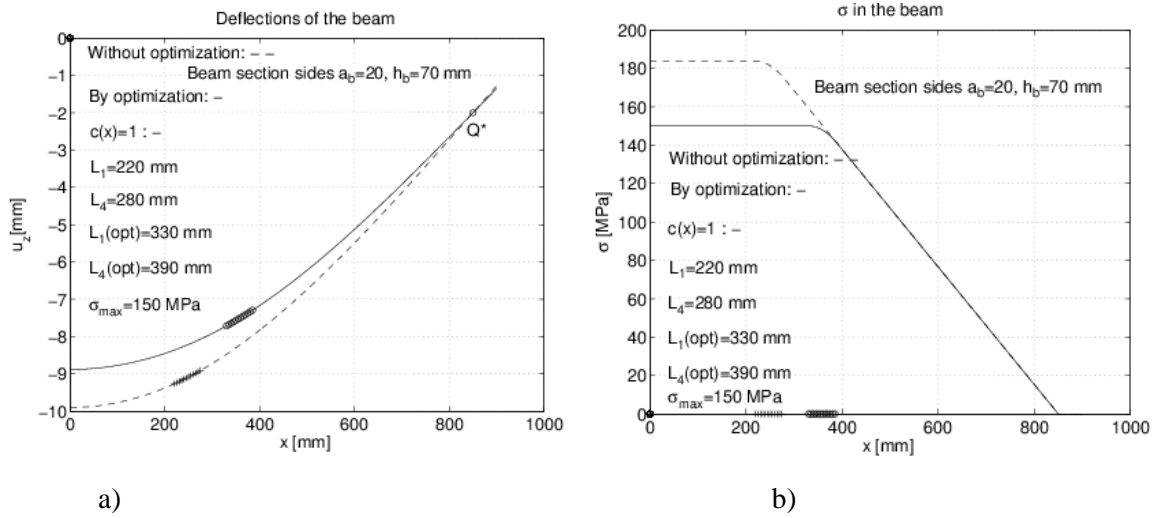 Deflections of the beam
0
−1
−2
−3
−4
−5
−6
−7
−8
−9
−10
u_z[mm]
Without optimization: − −
Beam section sides a_b=20, h_b=70 mm
By optimization: −
c(x)=1 : −
L_1=220 mm
L_4=280 mm
L_1(opt)=330 mm
L_4(opt)=390 mm
σ_max=150 MPa
Q*
0 200 400 600 800 1000
x [mm]
a)
σ in the beam
200
180
160
140
120
100
80
60
40
20
0
σ [MPa]
Beam section sides a_b=20, h_b=70 mm
Without optimization: − −
By optimization: −
c(x)=1 : −
L_1=220 mm
L_4=280 mm
L_1(opt)=330 mm
L_4(opt)=390 mm
σ_max=150 MPa
0 200 400 600 800 1000
x [mm]
b)